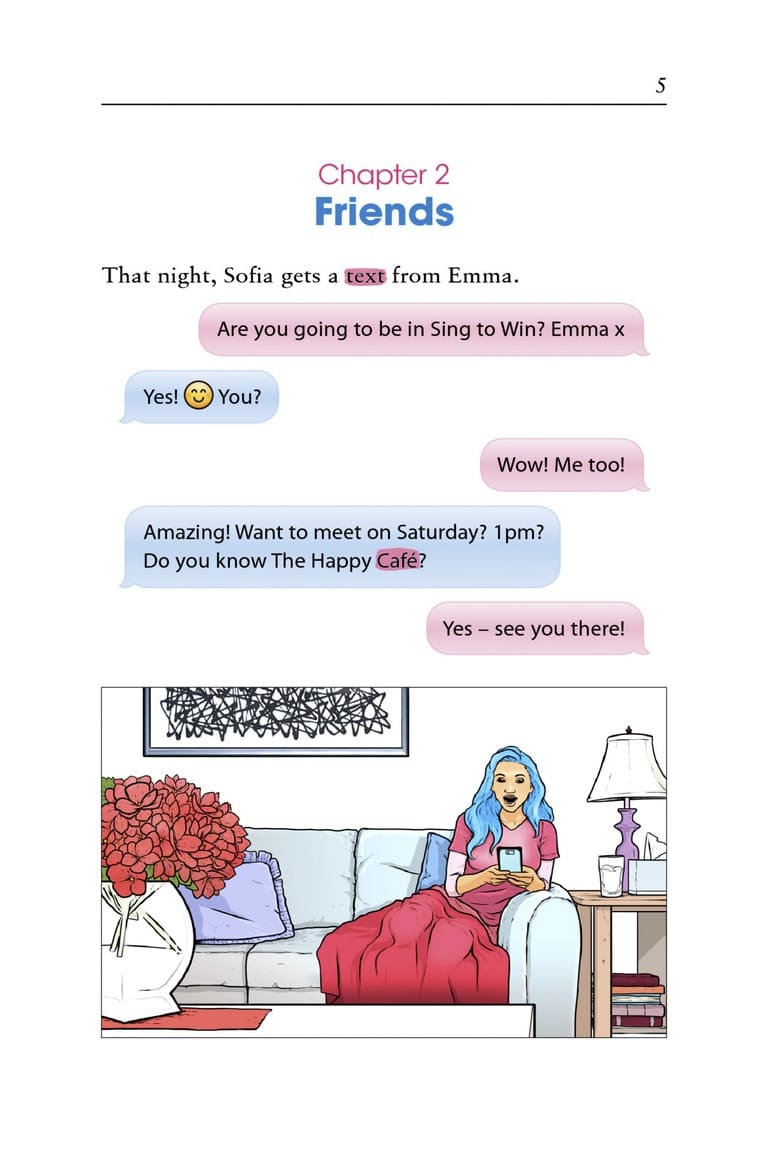 5
Chapter 2
Friends
That night, Sofia gets a text from Emma.
Are you going to be in Sing to Win? Emma x
Yes! 😊 You?
Wow! Me too!
Amazing! Want to meet on Saturday? 1pm?
Do you know The Happy Café?
Yes – see you there!